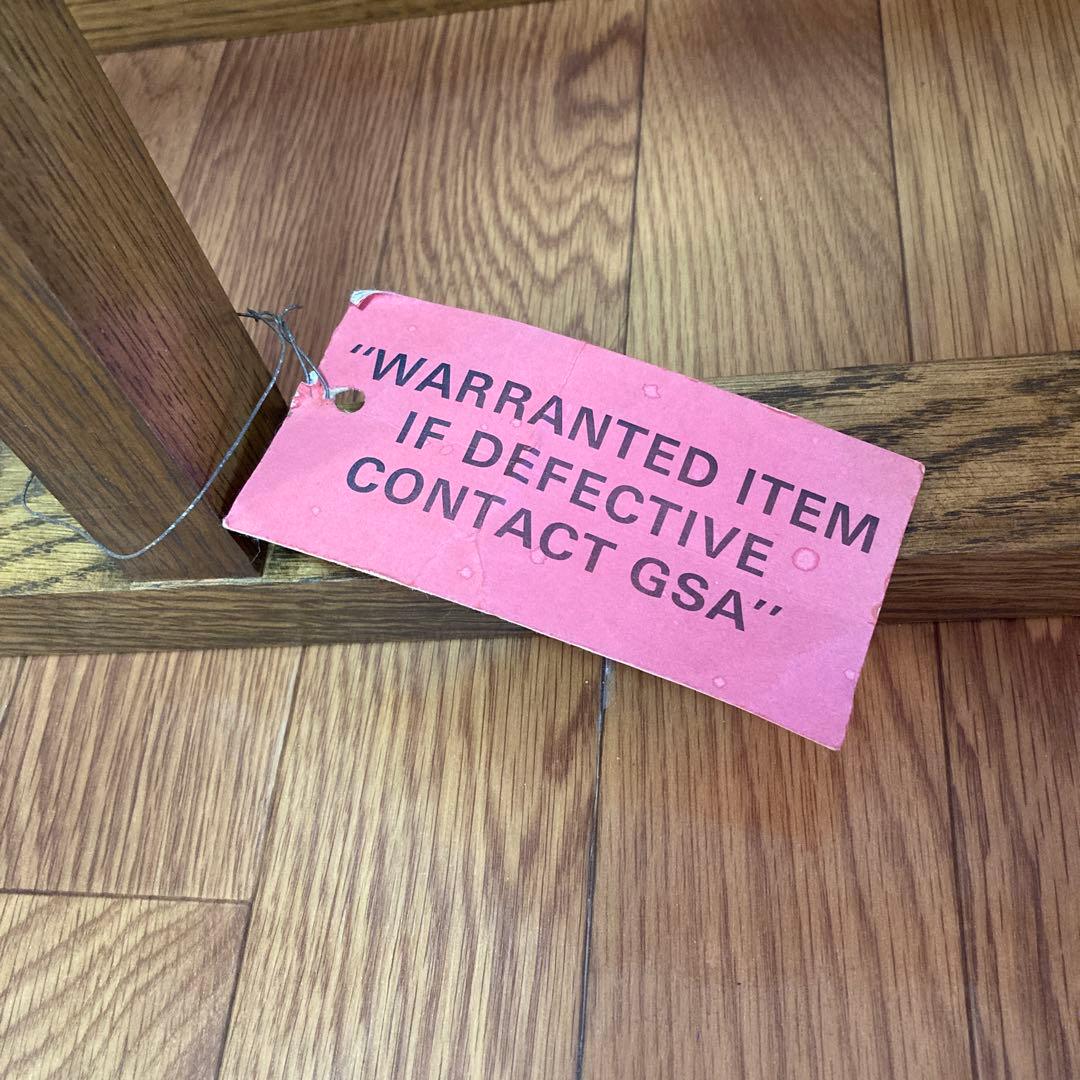 "WARRANTED ITEM
IF DEFECTIVE
CONTACT GSA"